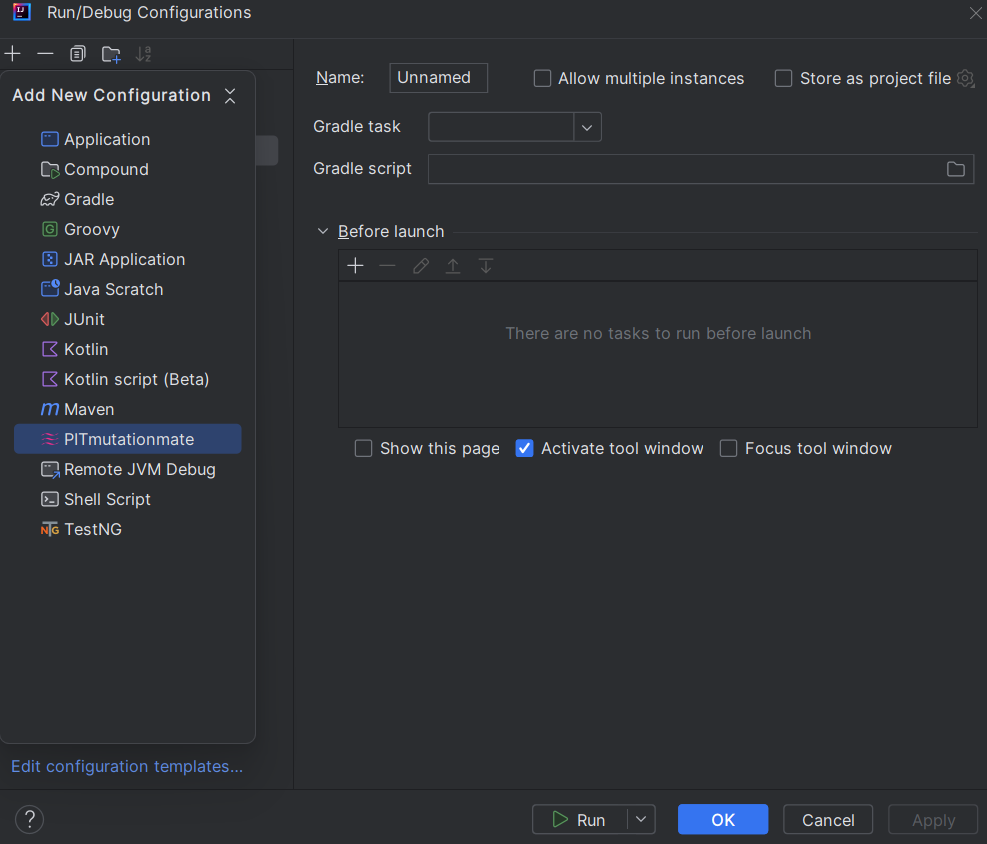 Run/Debug Configurations
Add New Configuration
Application
Compound
Gradle
Groovy
JAR Application
Java Scratch
JUnit
Kotlin
Kotlin script (Beta)
Maven
PITmutationmate
Remote JVM Debug
Shell Script
TestNG
Edit configuration templates...
Name: Unnamed Allow multiple instances Store as project file
Gradle task
Gradle script
Before launch
There are no tasks to run before launch
Show this page Activate tool window Focus tool window
? Run OK Cancel Apply